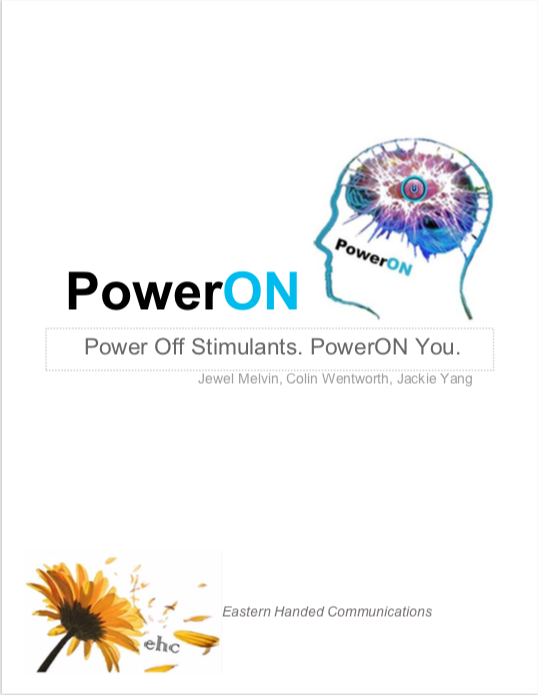 PowerON
PowerON
Power Off Stimulants. PowerON You.
Jewel Melvin, Colin Wentworth, Jackie Yang
ehc
Eastern Handed Communications